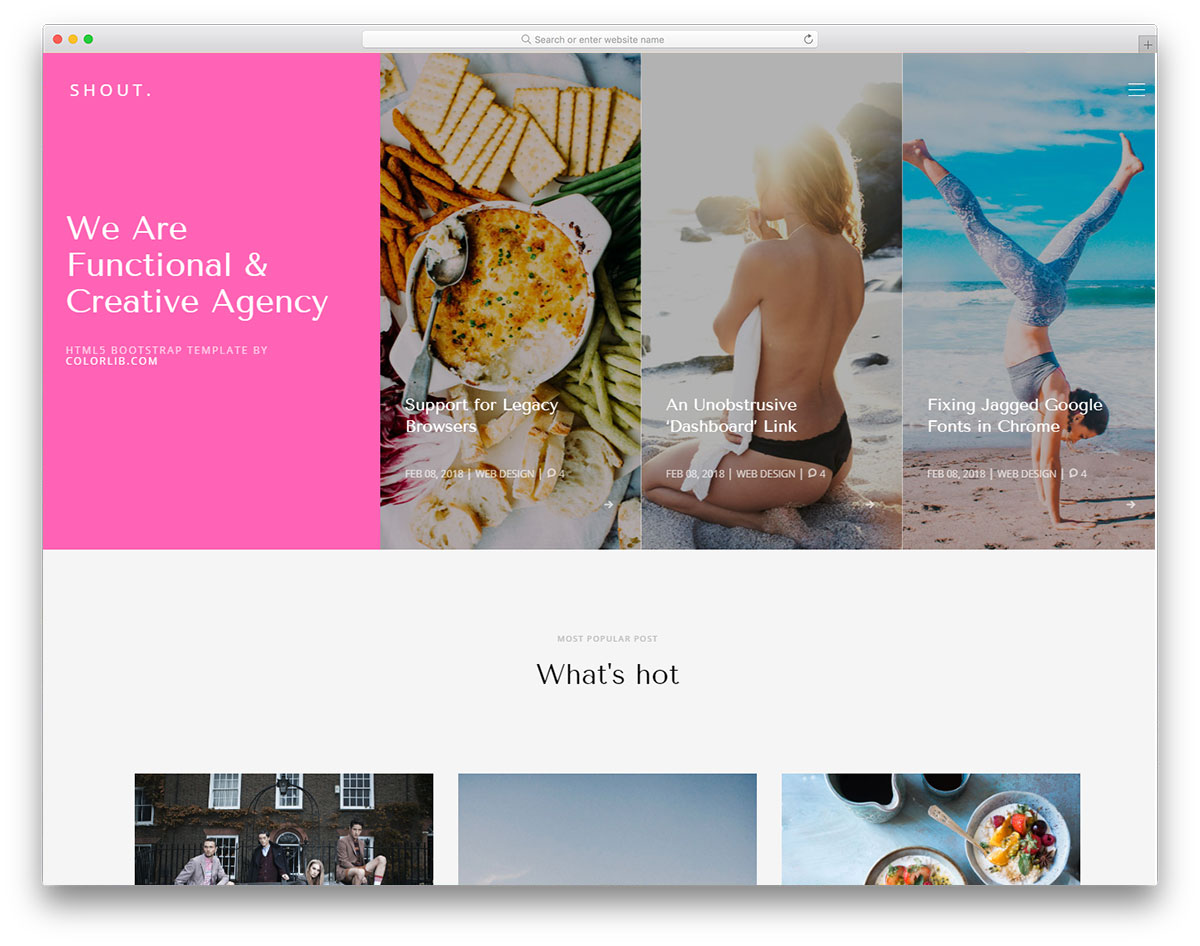 Search or enter website name
SHOUT.
We Are
Functional &
Creative Agency
HTML5 BOOTSTRAP TEMPLATE BY
COLORLIB.COM
Support for Legacy
Browsers
FEB 08, 2018 | WEB DESIGN | 4
An Unobstrusive
‘Dashboard’ Link
FEB 08, 2018 | WEB DESIGN | 4
Fixing Jagged Google
Fonts in Chrome
FEB 08, 2018 | WEB DESIGN | 4
MOST POPULAR POST
What's hot